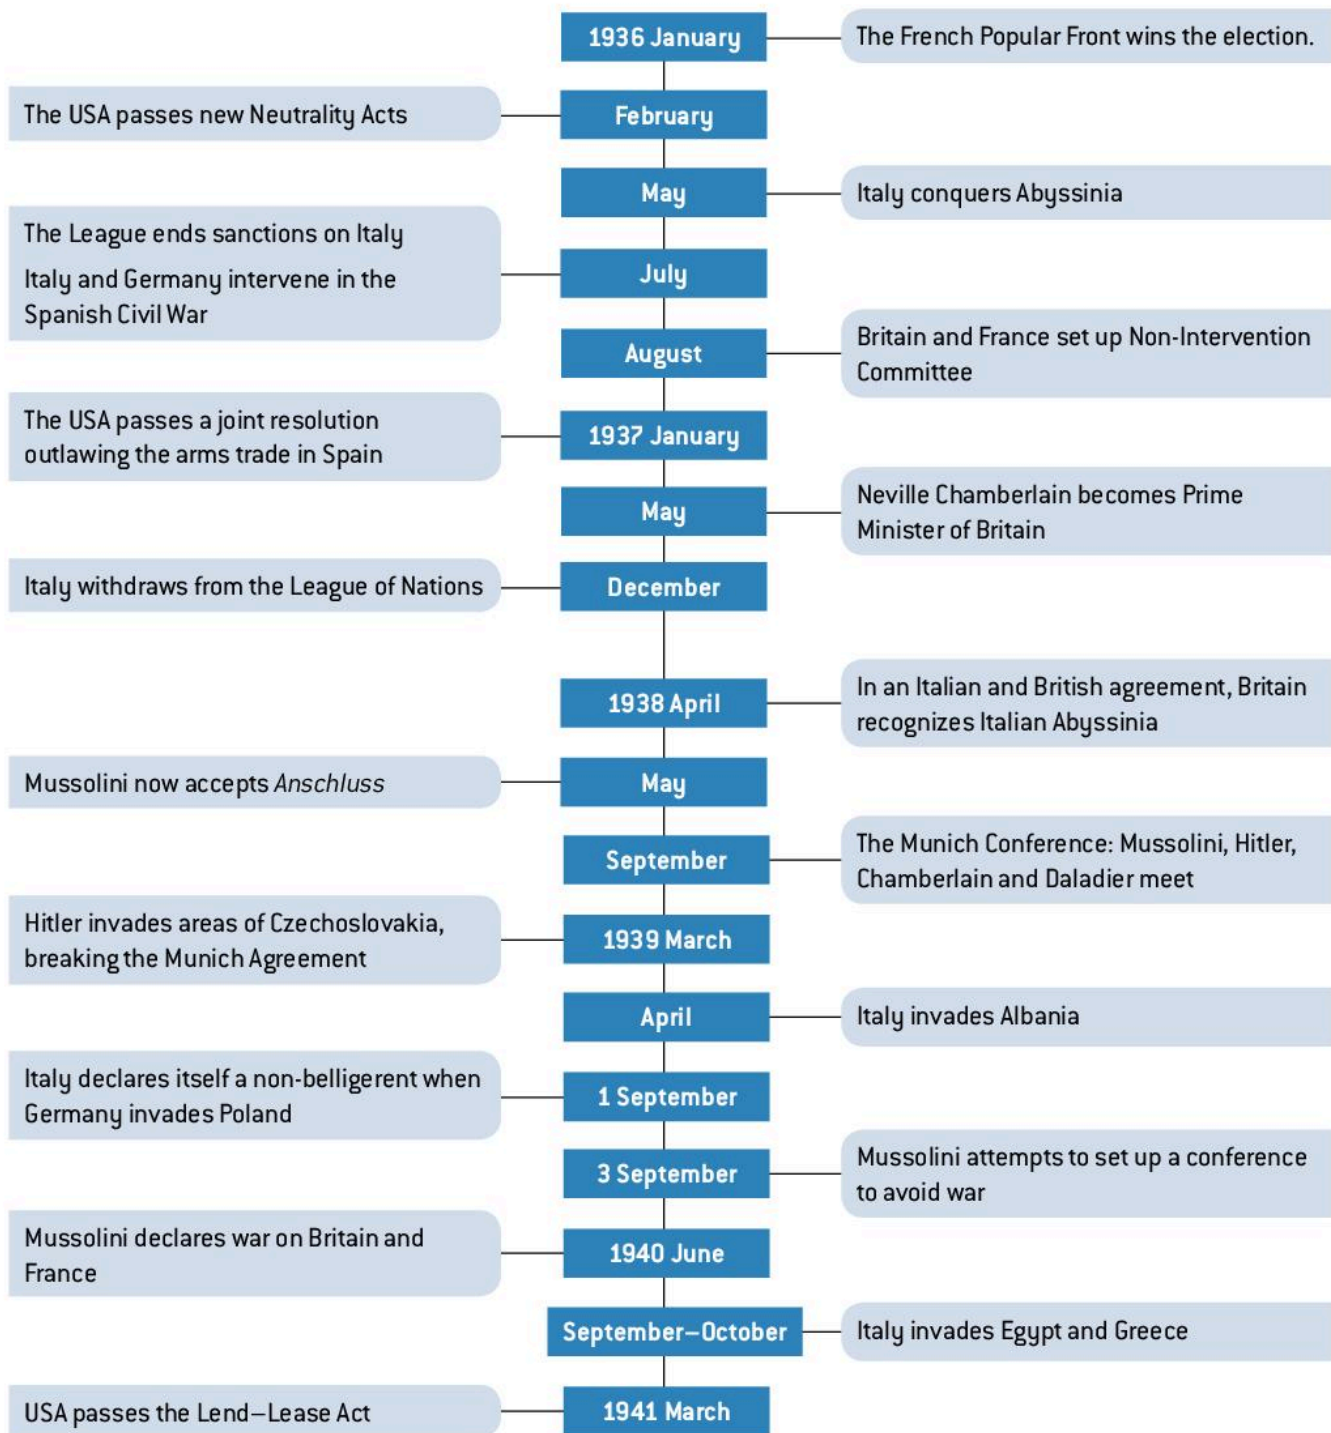 1936 January
The French Popular Front wins the election.
The USA passes new Neutrality Acts
February
May
Italy conquers Abyssinia
The League ends sanctions on Italy
Italy and Germany intervene in the
Spanish Civil War
July
August
Britain and France set up Non-Intervention
Committee
The USA passes a joint resolution
outlawing the arms trade in Spain
1937 January
May
Neville Chamberlain becomes Prime
Minister of Britain
Italy withdraws from the League of Nations
December
1938 April
In an Italian and British agreement, Britain
recognizes Italian Abyssinia
Mussolini now accepts Anschluss
May
September
The Munich Conference: Mussolini, Hitler,
Chamberlain and Daladier meet
Hitler invades areas of Czechoslovakia,
breaking the Munich Agreement
1939 March
April
Italy invades Albania
Italy declares itself a non-belligerent when
Germany invades Poland
1 September
3 September
Mussolini attempts to set up a conference
to avoid war
Mussolini declares war on Britain and
France
1940 June
September–October
Italy invades Egypt and Greece
USA passes the Lend–Lease Act
1941 March